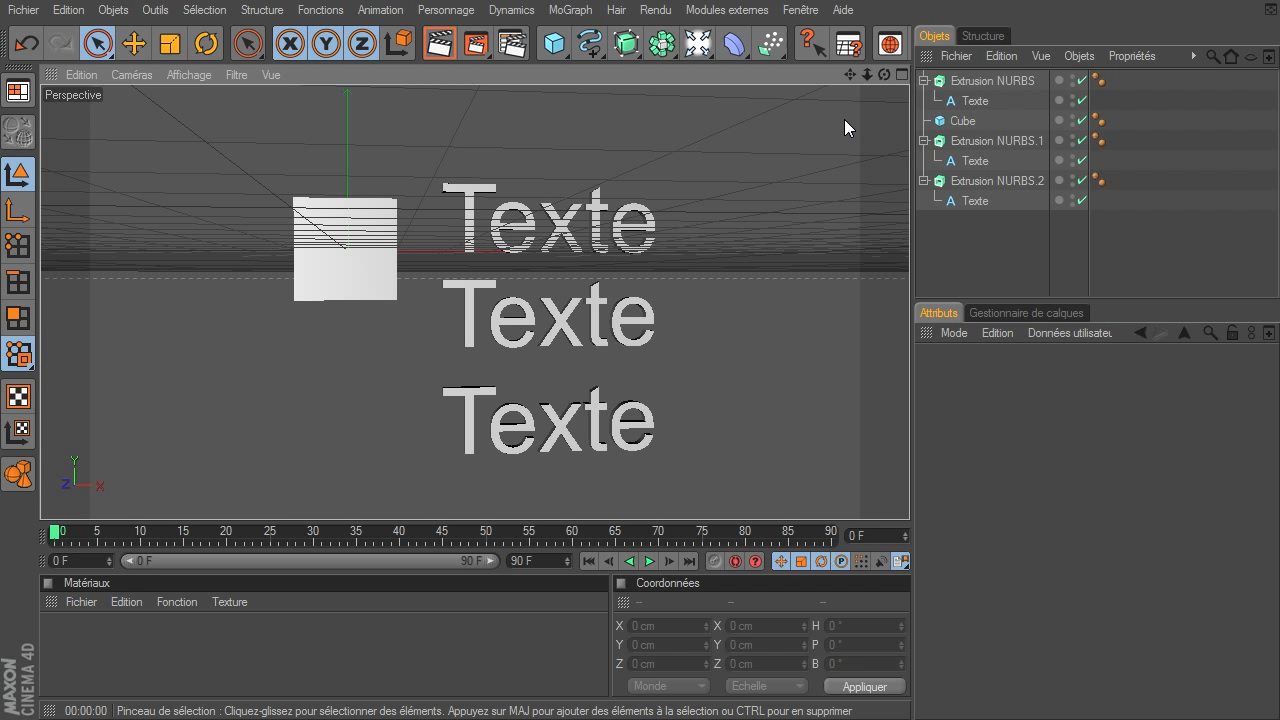 Fichier Edition Objets Outils Sélection Structure Fonctions Animation Personnage Dynamics MoGraph Hair Rendu Modules externes Fenêtre Aide
X Y Z
Objets Structure
Fichier Edition Vue Objets Propriétés
Edition Caméras Affichage Filtre Vue
Perspective
Extrusion NURBS
A Texte
Cube
Extrusion NURBS.1
A Texte
Extrusion NURBS.2
A Texte
Texte
Texte
Texte
Y
Z X
Attributs Gestionnaire de calques
Mode Edition Données utilisateu
0 5 10 15 20 25 30 35 40 45 50 55 60 65 70 75 80 85 90 0 F
0 F 0 F 90 F 90 F
Matériaux Coordonnées
Fichier Edition Fonction Texture -- -- --
X 0 cm X 0 cm H 0 °
Y 0 cm Y 0 cm P 0 °
Z 0 cm Z 0 cm B 0 °
Monde Echelle Appliquer
MAXON
CINEMA 4D
00:00:00 Pinceau de sélection : Cliquez-glissez pour sélectionner des éléments. Appuyez sur MAJ pour ajouter des éléments à la sélection ou CTRL pour en supprimer